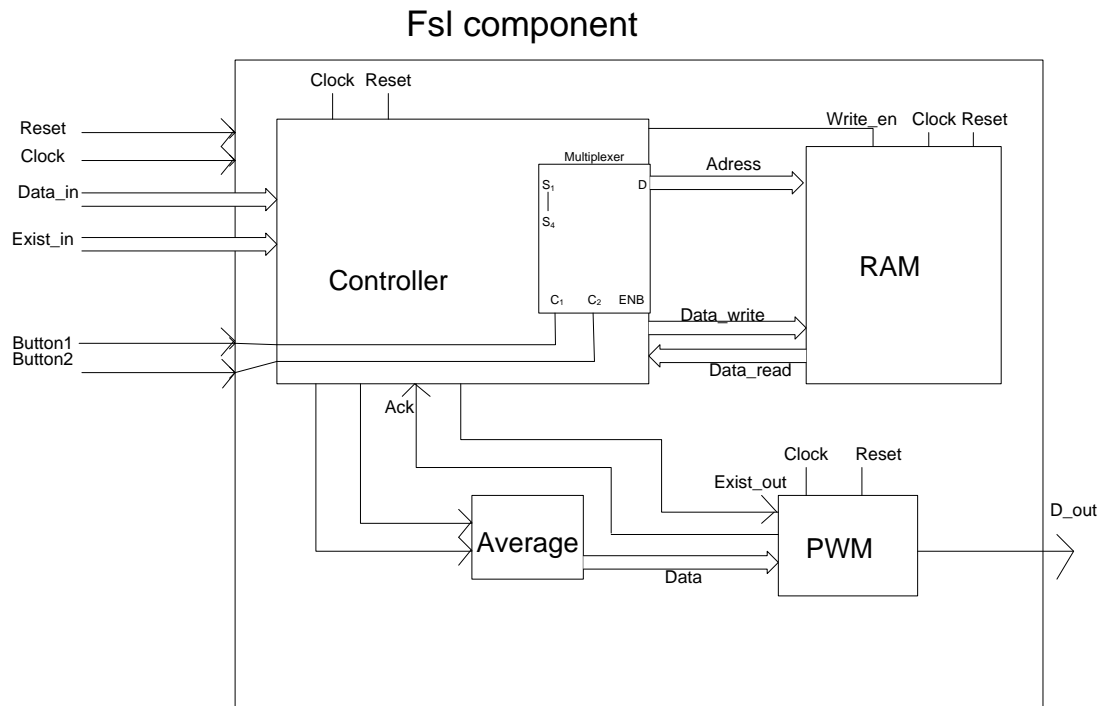 Fsl component
Clock Reset
Reset
Clock
Data_in
Exist_in
Button1
Button2
Controller
Multiplexer
S1
S4
D
C1 C2 ENB
Write_en Clock Reset
Adress
RAM
Data_write
Data_read
Ack
Exist_out
Clock Reset
Average
Data
PWM
D_out